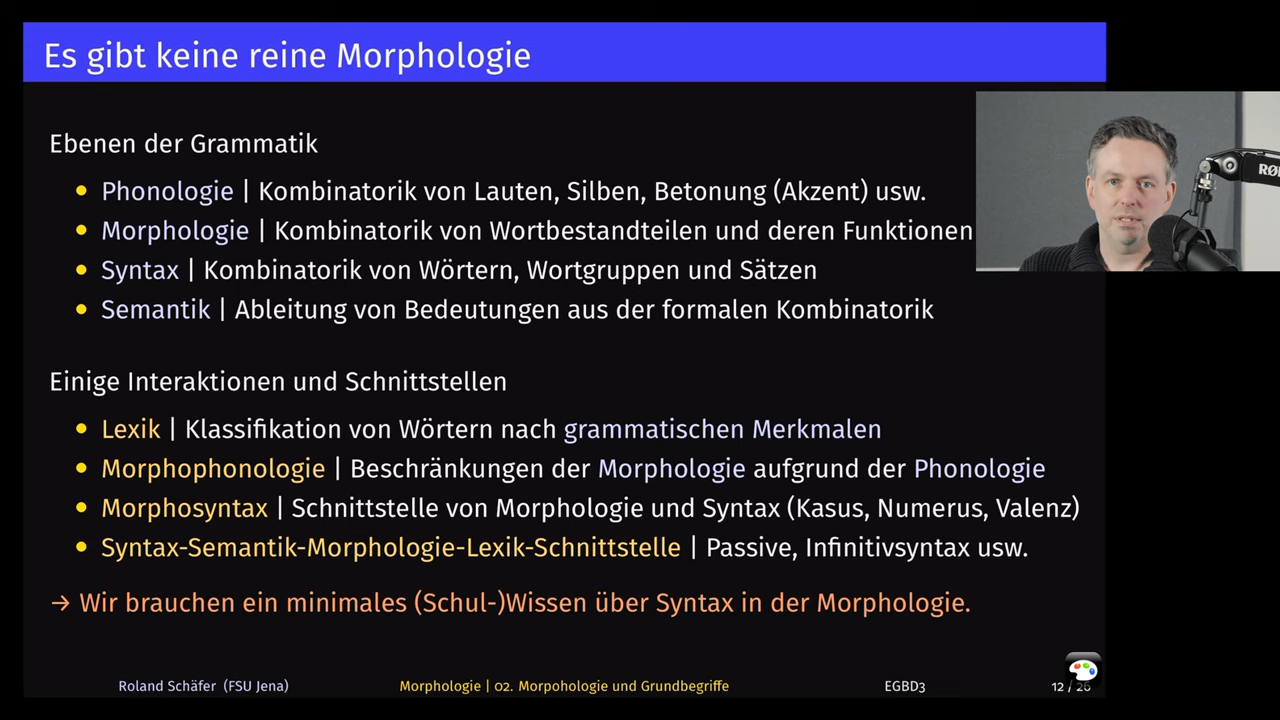 Es gibt keine reine Morphologie
Ebenen der Grammatik
• Phonologie | Kombinatorik von Lauten, Silben, Betonung (Akzent) usw.
• Morphologie | Kombinatorik von Wortbestandteilen und deren Funktionen
• Syntax | Kombinatorik von Wörtern, Wortgruppen und Sätzen
• Semantik | Ableitung von Bedeutungen aus der formalen Kombinatorik
Einige Interaktionen und Schnittstellen
• Lexik | Klassifikation von Wörtern nach grammatischen Merkmalen
• Morphophonologie | Beschränkungen der Morphologie aufgrund der Phonologie
• Morphosyntax | Schnittstelle von Morphologie und Syntax (Kasus, Numerus, Valenz)
• Syntax-Semantik-Morphologie-Lexik-Schnittstelle | Passive, Infinitivsyntax usw.
→ Wir brauchen ein minimales (Schul-)Wissen über Syntax in der Morphologie.
Roland Schäfer (FSU Jena) Morphologie | 02. Morpohologie und Grundbegriffe EGBD3 12 / 26